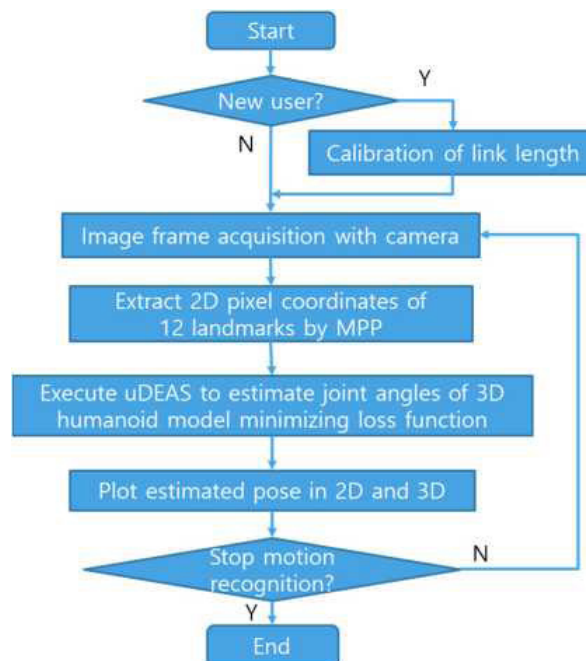 Start
New user?
Y
N
Calibration of link length
Image frame acquisition with camera
Extract 2D pixel coordinates of
12 landmarks by MPP
Execute uDEAS to estimate joint angles of 3D
humanoid model minimizing loss function
Plot estimated pose in 2D and 3D
Stop motion
recognition?
N
Y
End